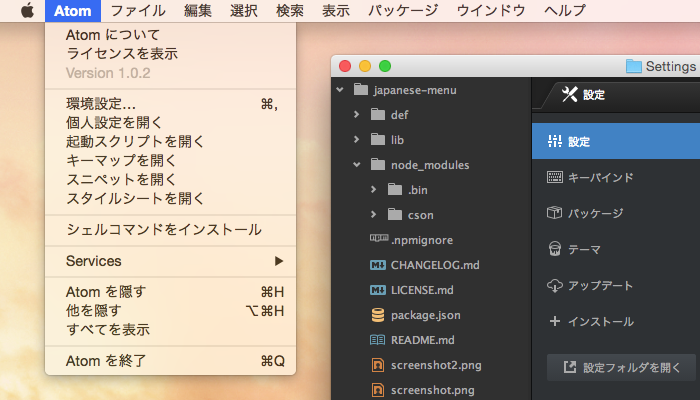 Atom ファイル 編集 選択 検索 表示 パッケージ ウインドウ ヘルプ
Atom について
ライセンスを表示
Version 1.0.2
環境設定... ⌘,
個人設定を開く
起動スクリプトを開く
キーマップを開く
スニペットを開く
スタイルシートを開く
シェルコマンドをインストール
Services ▶
Atom を隠す ⌘H
他を隠す ⌥⌘H
すべてを表示
Atom を終了 ⌘Q
Settings
japanese-menu
def
lib
node_modules
.bin
cson
.npmignore
CHANGELOG.md
LICENSE.md
package.json
README.md
screenshot2.png
screenshot.png
設定
設定
キーバインド
パッケージ
テーマ
アップデート
インストール
設定フォルダを開く